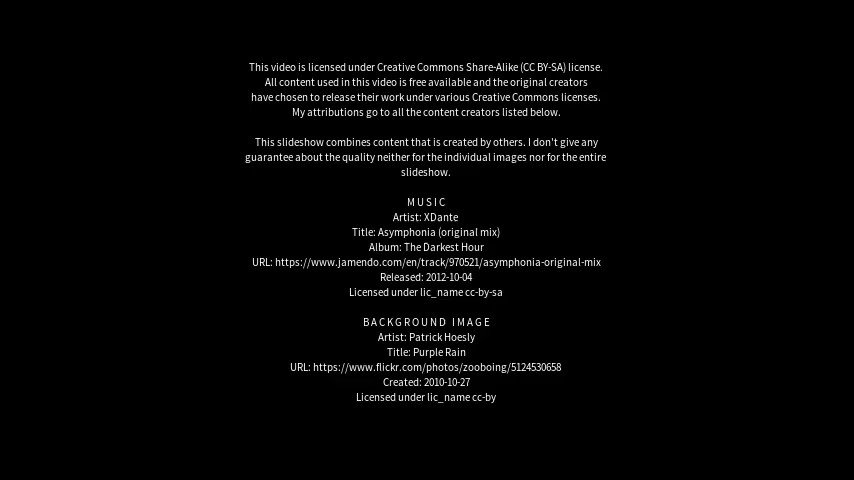 This video is licensed under Creative Commons Share-Alike (CC BY-SA) license.
All content used in this video is free available and the original creators
have chosen to release their work under various Creative Commons licenses.
My attributions go to all the content creators listed below.
This slideshow combines content that is created by others. I don't give any
guarantee about the quality neither for the individual images nor for the entire
slideshow.
MUSIC
Artist: XDante
Title: Asymphonia (original mix)
Album: The Darkest Hour
URL: https://www.jamendo.com/en/track/970521/asymphonia-original-mix
Released: 2012-10-04
Licensed under lic_name cc-by-sa
BACKGROUND IMAGE
Artist: Patrick Hoesly
Title: Purple Rain
URL: https://www.flickr.com/photos/zooboing/5124530658
Created: 2010-10-27
Licensed under lic_name cc-by